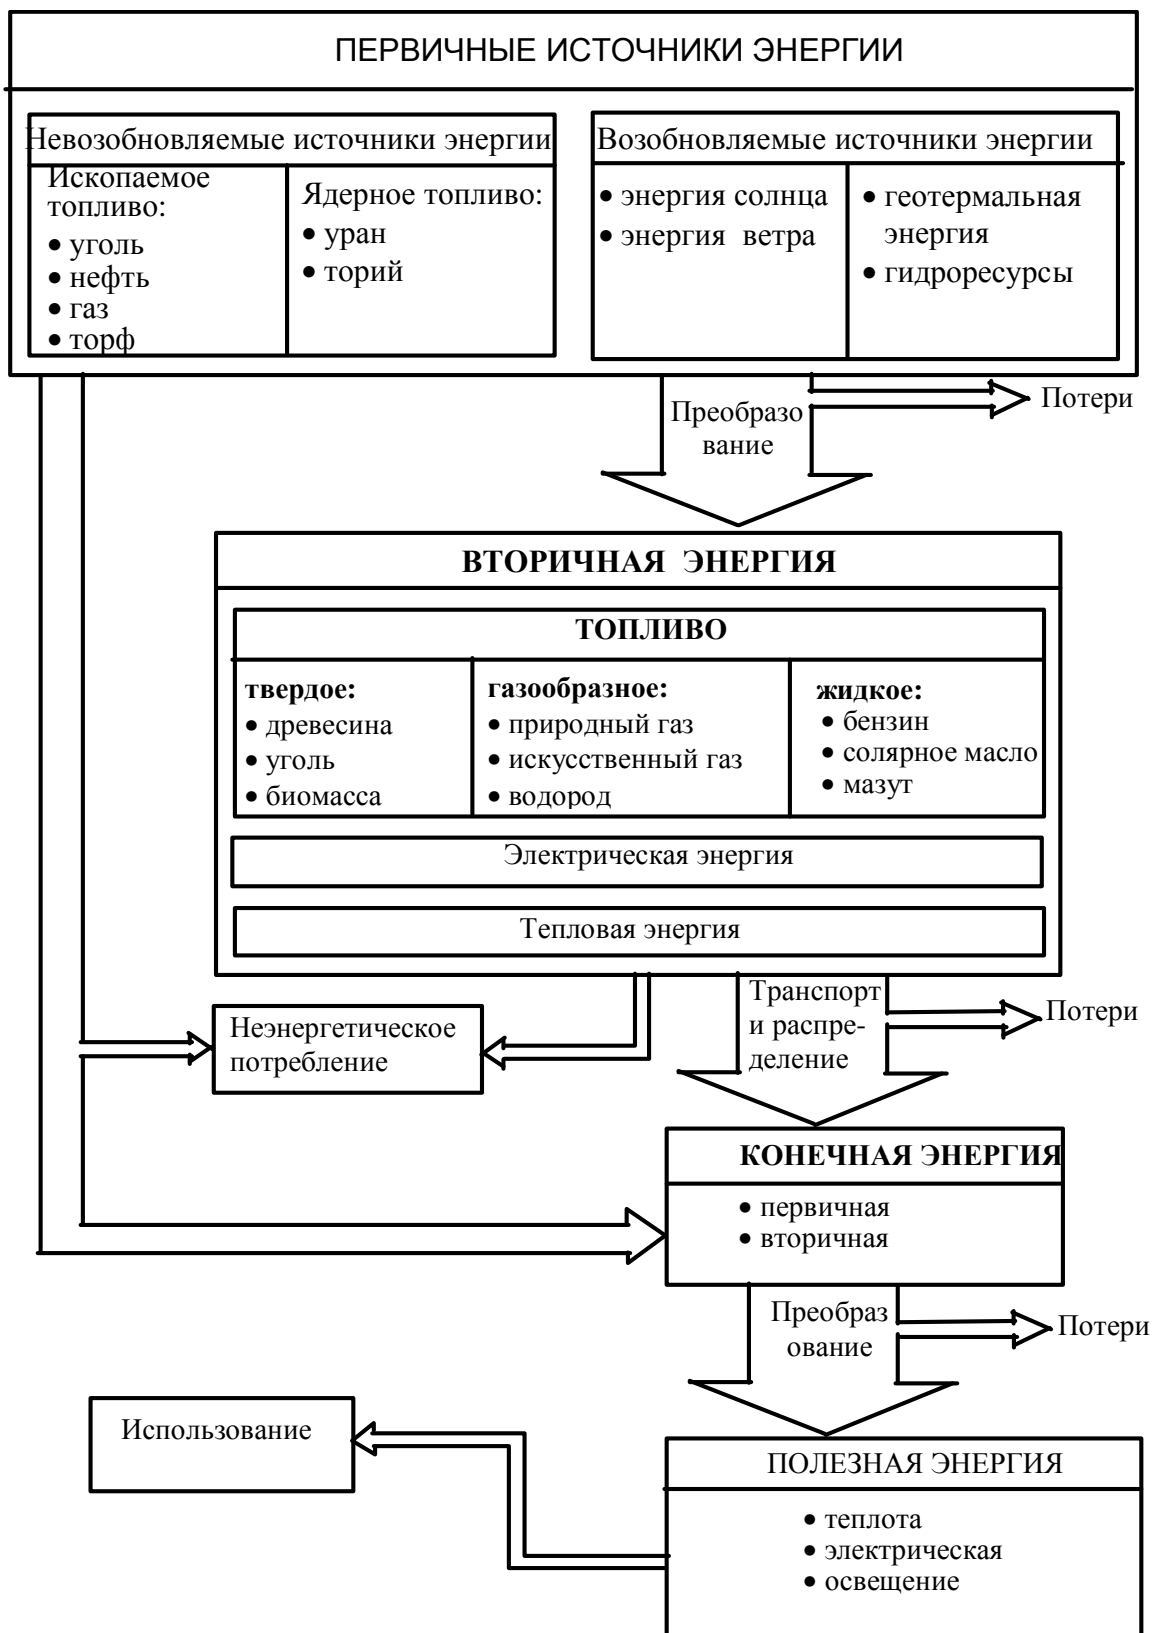 ПЕРВИЧНЫЕ ИСТОЧНИКИ ЭНЕРГИИ
Невозобновляемые источники энергии
Ископаемое
топливо:
• уголь
• нефть
• газ
• торф
Ядерное топливо:
• уран
• торий
Возобновляемые источники энергии
• энергия солнца
• энергия ветра
• геотермальная
энергия
• гидроресурсы
Преобразо
вание
Потери
ВТОРИЧНАЯ ЭНЕРГИЯ
ТОПЛИВО
твердое:
• древесина
• уголь
• биомасса
газообразное:
• природный газ
• искусственный газ
• водород
жидкое:
• бензин
• солярное масло
• мазут
Электрическая энергия
Тепловая энергия
Неэнергетическое
потребление
Транспорт
и распре-
деление
Потери
КОНЕЧНАЯ ЭНЕРГИЯ
• первичная
• вторичная
Преобраз
ование
Потери
Использование
ПОЛЕЗНАЯ ЭНЕРГИЯ
• теплота
• электрическая
• освещение